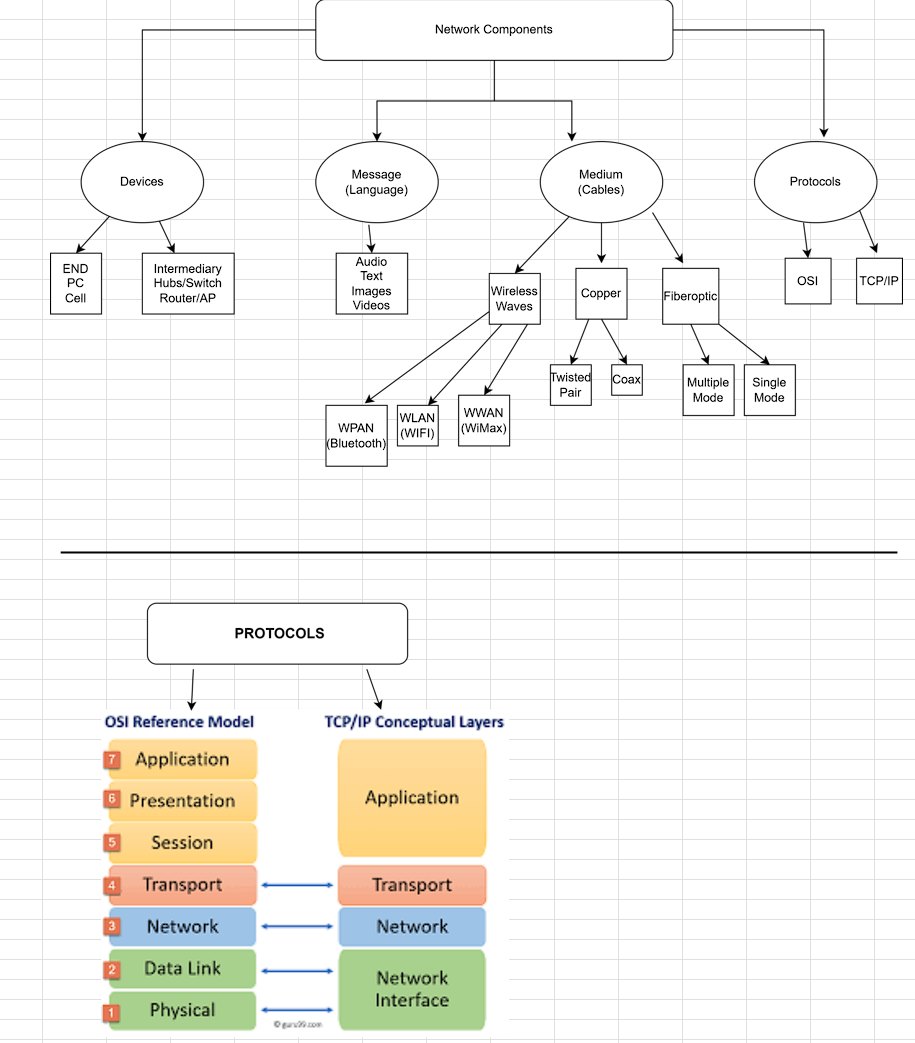 Network Components
Devices
Message
(Language)
Medium
(Cables)
Protocols
END
PC
Cell
Intermediary
Hubs/Switch
Router/AP
Audio
Text
Images
Videos
Wireless
Waves
Copper
Fiberoptic
OSI
TCP/IP
WPAN
(Bluetooth)
WLAN
(WIFI)
WWAN
(WiMax)
Twisted
Pair
Coax
Multiple
Mode
Single
Mode
PROTOCOLS
OSI Reference Model
TCP/IP Conceptual Layers
7 Application
6 Presentation
5 Session
Application
4 Transport
Transport
3 Network
Network
2 Data Link
1 Physical
Network
Interface
© guru99.com